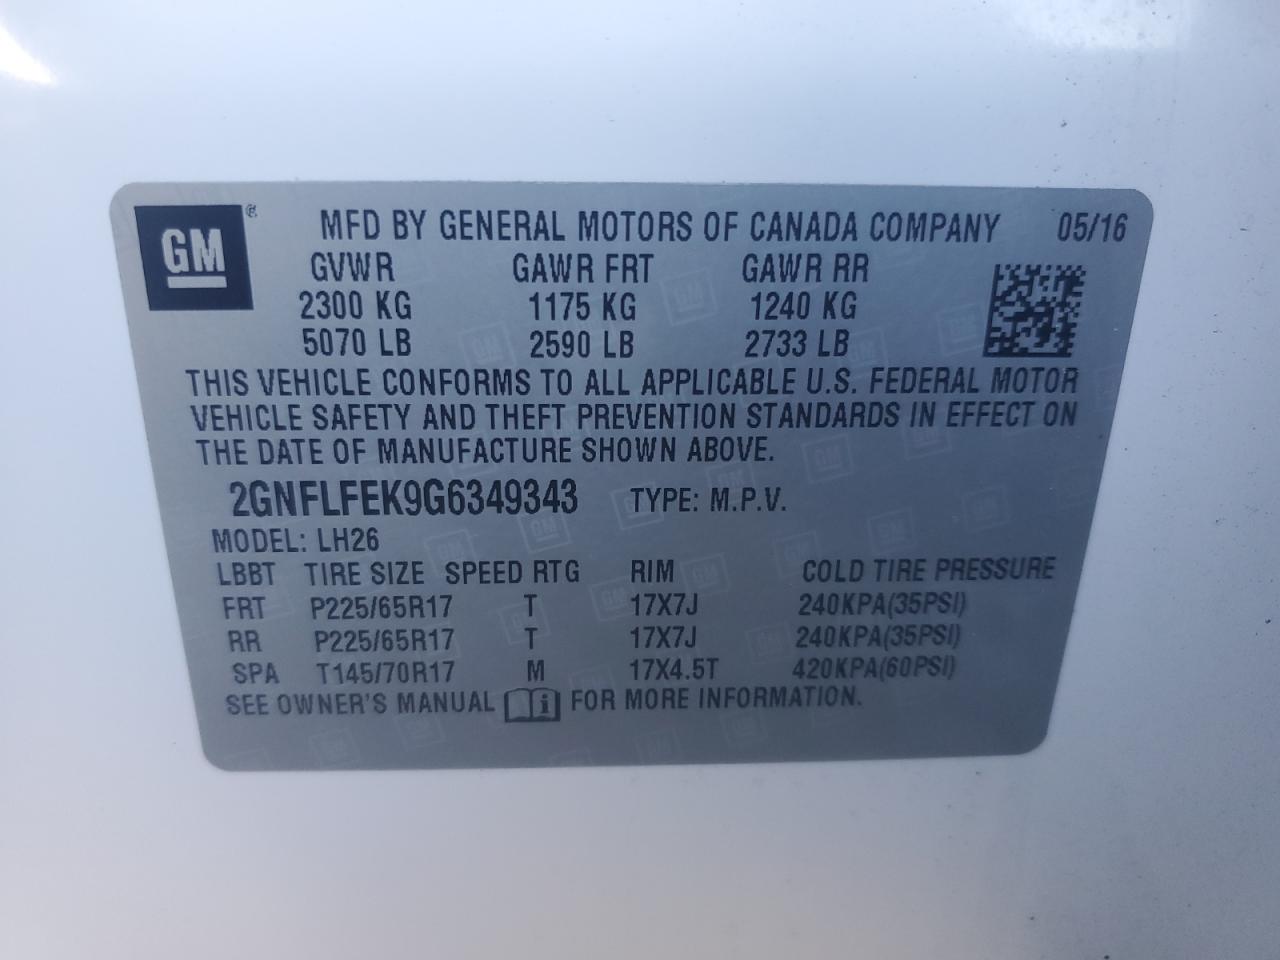 GM ® MFD BY GENERAL MOTORS OF CANADA COMPANY 05/16
GVWR GAWR FRT GAWR RR
2300 KG 1175 KG 1240 KG
5070 LB 2590 LB 2733 LB
THIS VEHICLE CONFORMS TO ALL APPLICABLE U.S. FEDERAL MOTOR
VEHICLE SAFETY AND THEFT PREVENTION STANDARDS IN EFFECT ON
THE DATE OF MANUFACTURE SHOWN ABOVE.
2GNFLFEK9G6349343 TYPE: M.P.V.
MODEL: LH26
LBBT TIRE SIZE SPEED RTG RIM COLD TIRE PRESSURE
FRT P225/65R17 T 17X7J 240KPA(35PSI)
RR P225/65R17 T 17X7J 240KPA(35PSI)
SPA T145/70R17 M 17X4.5T 420KPA(60PSI)
SEE OWNER'S MANUAL i FOR MORE INFORMATION.